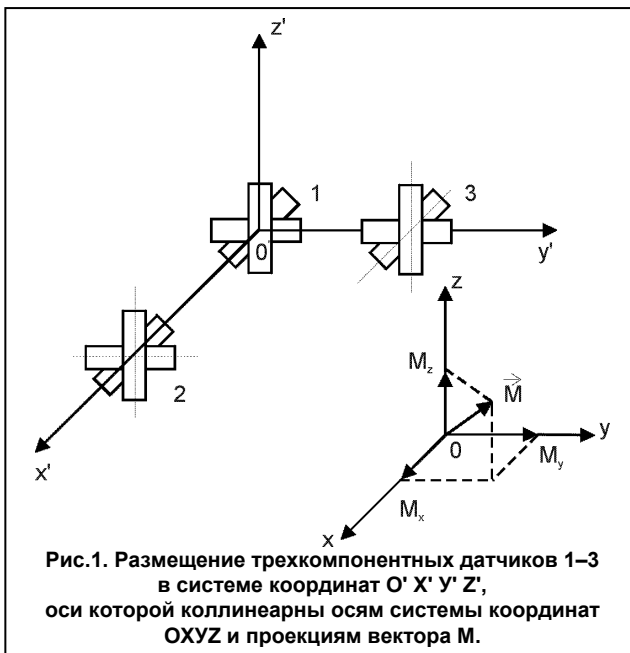 z'
1
3
0
y'
2
x'
z
M_z
M
0
y
M_y
M_x
x
Рис.1. Размещение трехкомпонентных датчиков 1–3
в системе координат O' X' У' Z',
оси которой коллинеарны осям системы координат
OXУZ и проекциям вектора М.